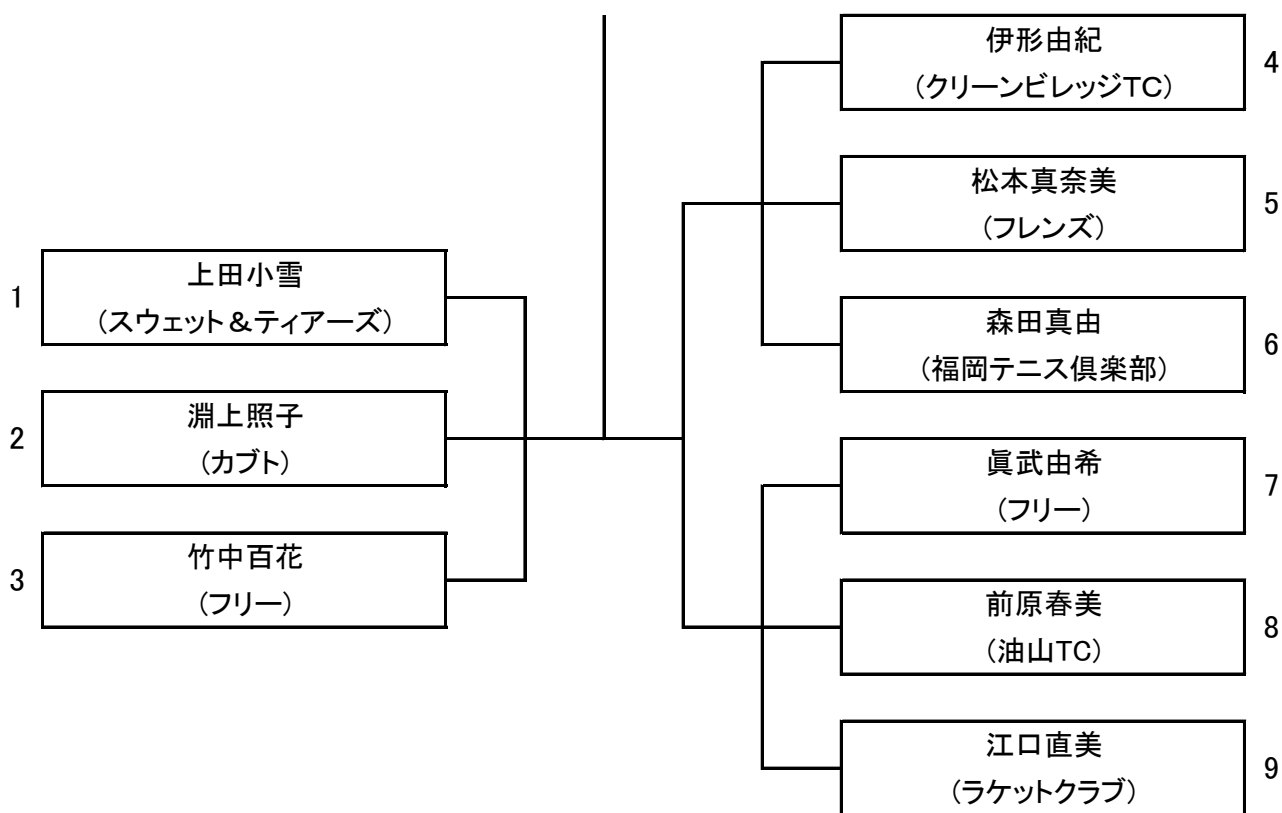 1
上田小雪
(スウェット＆ティアーズ)
2
淵上照子
(カブト)
3
竹中百花
(フリー)
伊形由紀
(クリーンビレッジTC)
4
松本真奈美
(フレンズ)
5
森田真由
(福岡テニス倶楽部)
6
眞武由希
(フリー)
7
前原春美
(油山TC)
8
江口直美
(ラケットクラブ)
9